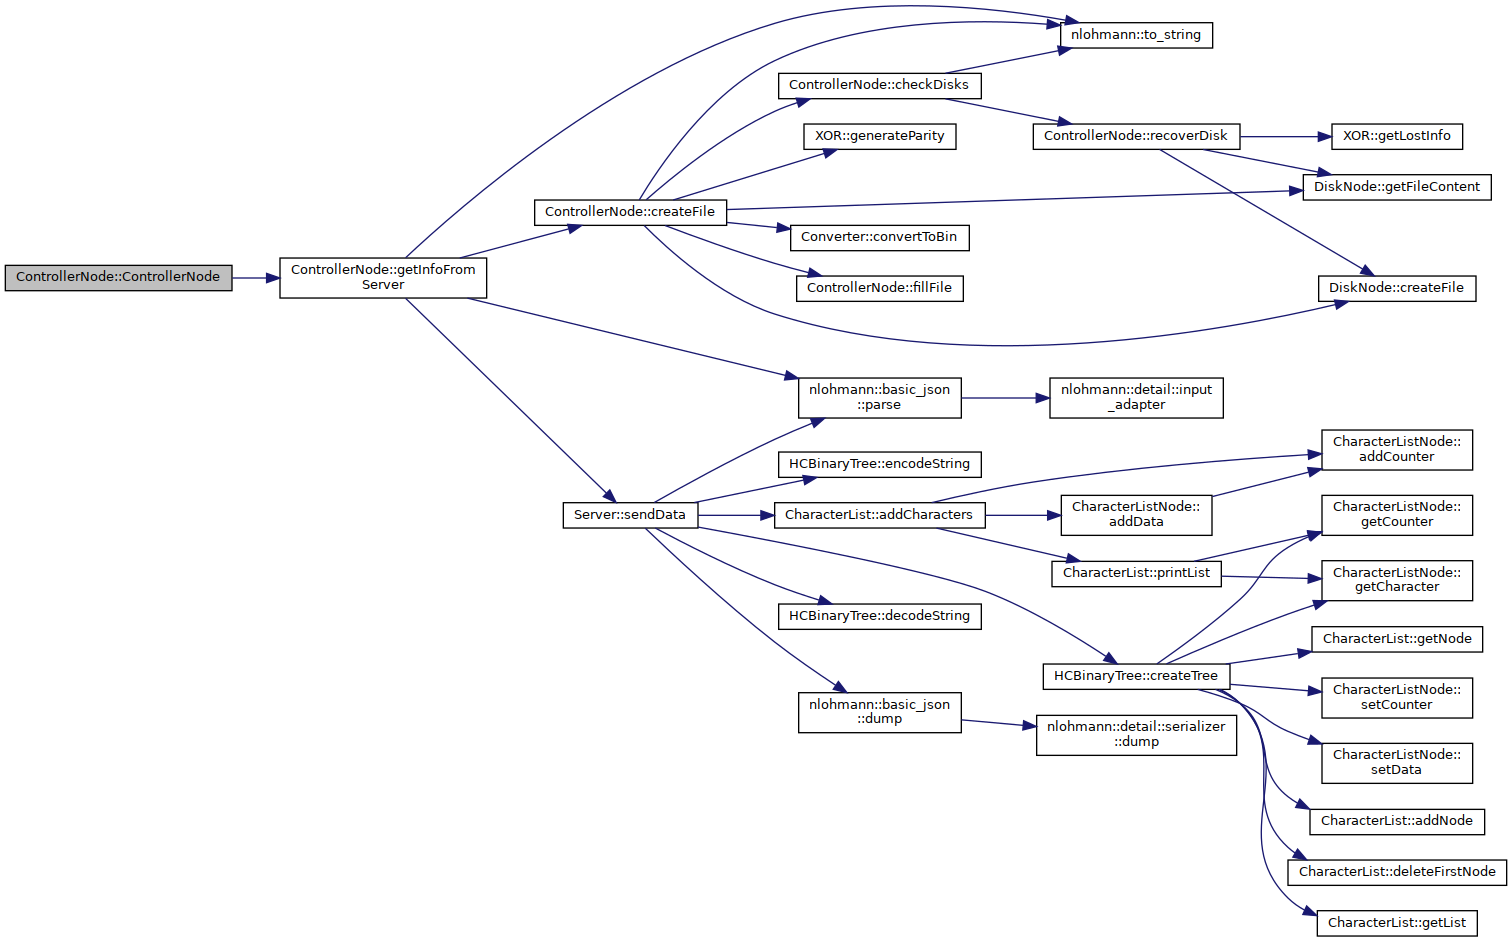 nlohmann::to_string
ControllerNode::checkDisks
XOR::generateParity
ControllerNode::recoverDisk
XOR::getLostInfo
DiskNode::getFileContent
ControllerNode::createFile
Converter::convertToBin
ControllerNode::ControllerNode
ControllerNode::getInfoFrom
Server
ControllerNode::fillFile
DiskNode::createFile
nlohmann::basic_json
::parse
nlohmann::detail::input
_adapter
HCBinaryTree::encodeString
CharacterListNode::
addCounter
Server::sendData
CharacterList::addCharacters
CharacterListNode::
addData
CharacterListNode::
getCounter
CharacterList::printList
CharacterListNode::
getCharacter
HCBinaryTree::decodeString
CharacterList::getNode
HCBinaryTree::createTree
CharacterListNode::
setCounter
nlohmann::basic_json
::dump
nlohmann::detail::serializer
::dump
CharacterListNode::
setData
CharacterList::addNode
CharacterList::deleteFirstNode
CharacterList::getList